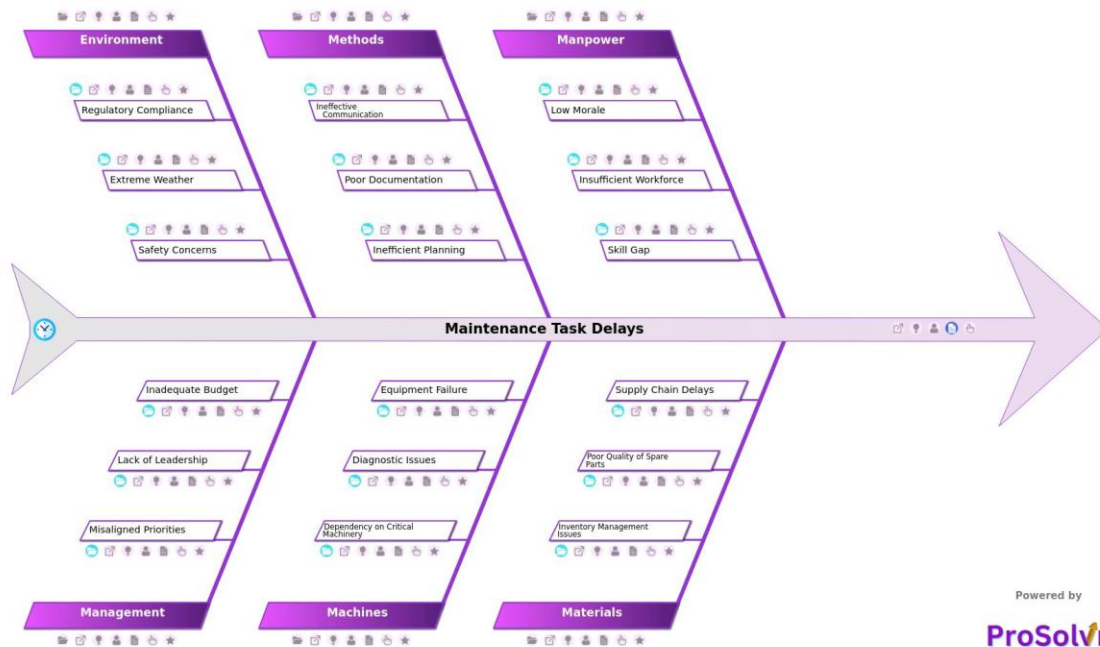 Environment
Methods
Manpower
Regulatory Compliance
Ineffective
Communication
Low Morale
Extreme Weather
Poor Documentation
Insufficient Workforce
Safety Concerns
Inefficient Planning
Skill Gap
Maintenance Task Delays
Inadequate Budget
Equipment Failure
Supply Chain Delays
Lack of Leadership
Diagnostic Issues
Poor Quality of Spare
Parts
Misaligned Priorities
Dependency on Critical
Machinery
Inventory Management
Issues
Management
Machines
Materials
Powered by